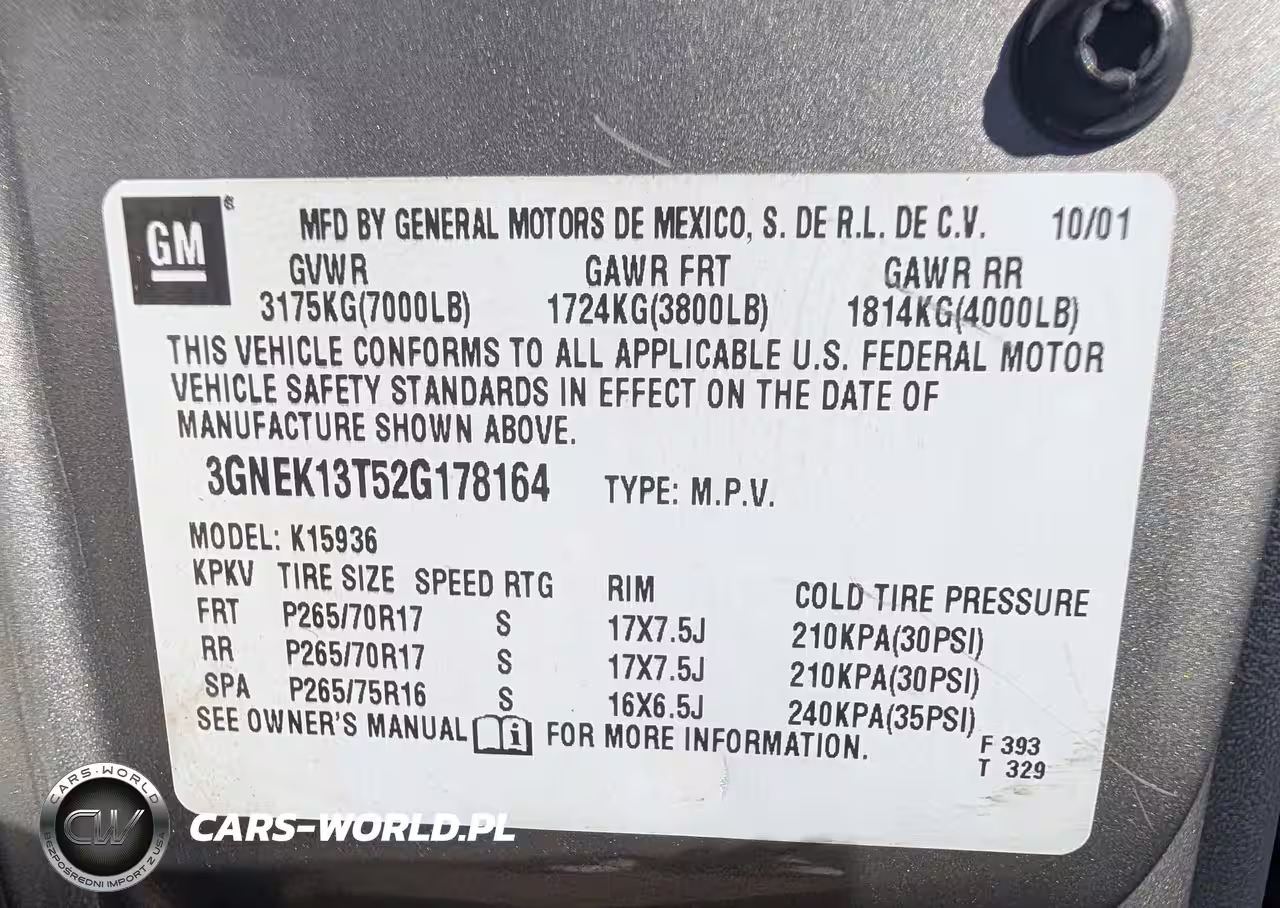 GM®
MFD BY GENERAL MOTORS DE MEXICO, S. DE R.L. DE C.V. 10/01
GVWR GAWR FRT GAWR RR
3175KG(7000LB) 1724KG(3800LB) 1814KG(4000LB)
THIS VEHICLE CONFORMS TO ALL APPLICABLE U.S. FEDERAL MOTOR
VEHICLE SAFETY STANDARDS IN EFFECT ON THE DATE OF
MANUFACTURE SHOWN ABOVE.
3GNEK13T52G178164 TYPE: M.P.V.
MODEL: K15936
KPKV TIRE SIZE SPEED RTG RIM COLD TIRE PRESSURE
FRT P265/70R17 S 17X7.5J 210KPA(30PSI)
RR P265/70R17 S 17X7.5J 210KPA(30PSI)
SPA P265/75R16 S 16X6.5J 240KPA(35PSI)
SEE OWNER'S MANUAL i FOR MORE INFORMATION.
F 393
T 329
CARS-WORLD
CW
BEZPOŚREDNI IMPORT Z USA
CARS-WORLD.PL